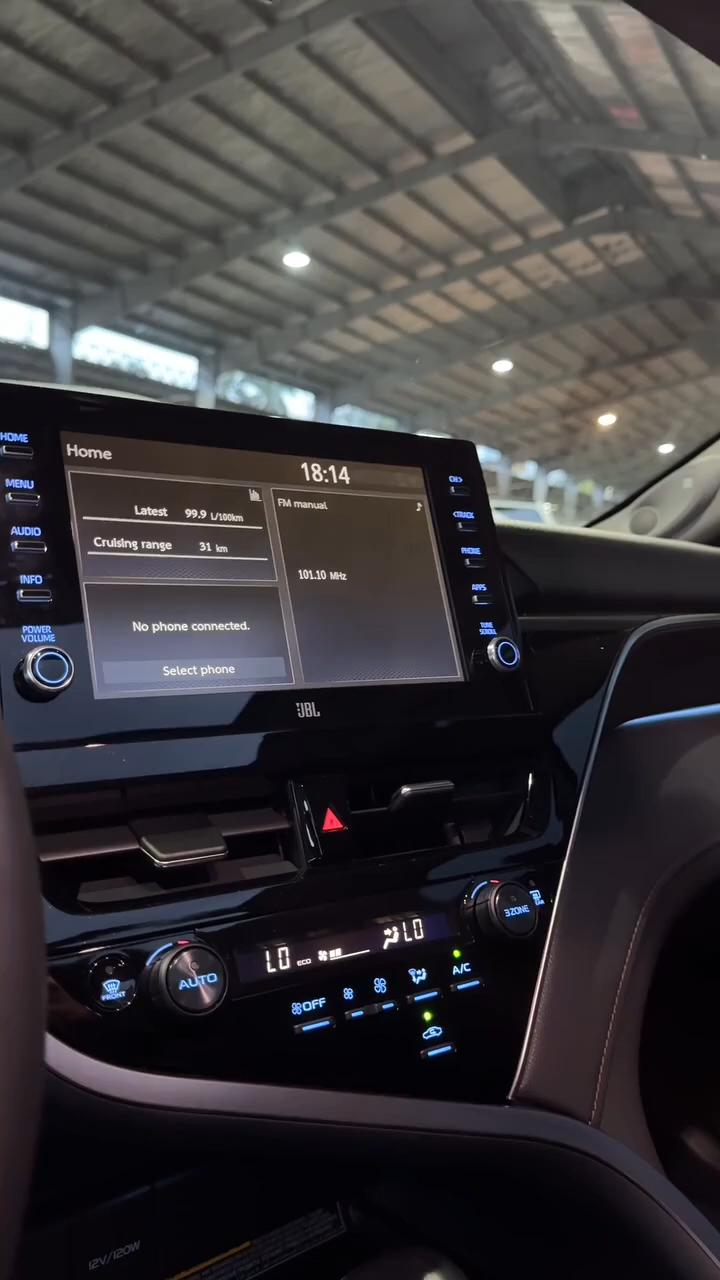 HOME
MENU
AUDIO
INFO
POWER
VOLUME
Home
18:14
Latest 99.9 L/100km
Cruising range 31 km
No phone connected.
Select phone
FM manual
101.10 MHz
CH>
<TRACK
PHONE
APPS
TUNE
SCROLL
JBL
FRONT
AUTO
LO ECO LO
3ZONE
OFF
A/C
12V/120W